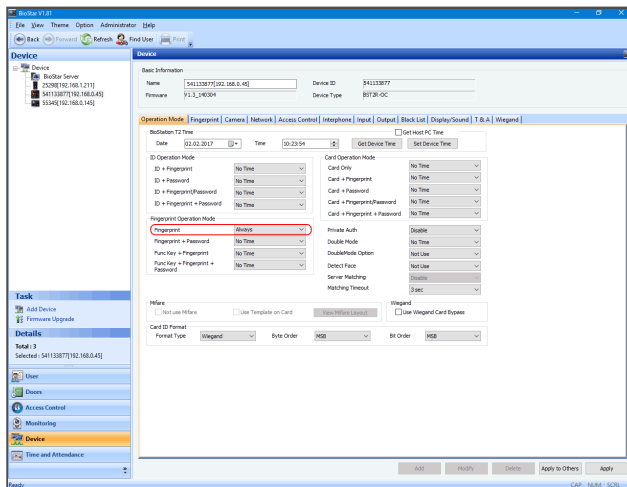 BioStar V1.81
File View Theme Option Administrator Help
Back Forward Refresh Find User Print
Device
Device
BioStar Server
25298[192.168.1.211]
541133877[192.168.0.45]
55345[192.168.0.145]
Task
Add Device
Firmware Upgrade
Details
Total : 3
Selected : 541133877[192.168.0.45]
User
Doors
Access Control
Monitoring
Device
Time and Attendance
Ready
Device
Basic Information
Name 541133877[192.168.0.45] Device ID 541133877
Firmware V1.3_140304 Device Type BST2R-OC
Operation Mode Fingerprint Camera Network Access Control Interphone Input Output Black List Display/Sound T & A Wiegand
BioStation T2 Time Get Host PC Time
Date 02.02.2017 Time 10:23:54 Get Device Time Set Device Time
ID Operation Mode
ID + Fingerprint No Time
ID + Password No Time
ID + Fingerprint/Password No Time
ID + Fingerprint + Password No Time
Card Operation Mode
Card Only No Time
Card + Fingerprint No Time
Card + Password No Time
Card + Fingerprint/Password No Time
Card + Fingerprint + Password No Time
Fingerprint Operation Mode
Fingerprint Always
Fingerprint + Password No Time
Func Key + Fingerprint No Time
Func Key + Fingerprint + Password No Time
Private Auth Disable
Double Mode No Time
DoubleMode Option Not Use
Detect Face Not Use
Server Matching Disable
Matching Timeout 3 sec
Mifare
Not use Mifare Use Template on Card View Mifare Layout
Wiegand
Use Wiegand Card Bypass
Card ID Format
Format Type Wiegand Byte Order MSB Bit Order MSB
Add Modify Delete Apply to Others Apply
CAP NUM SCRL